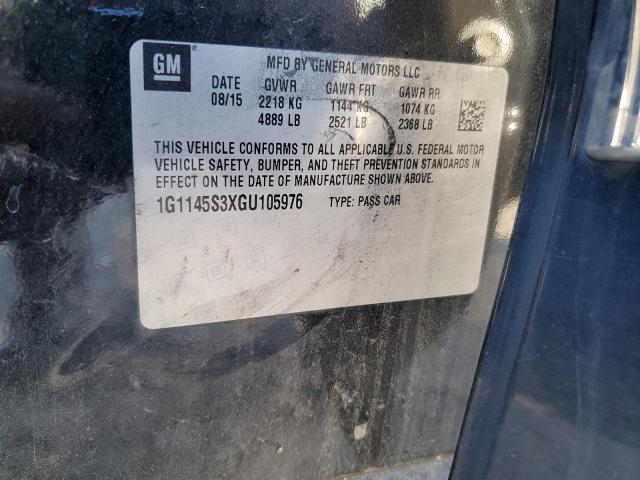 GM
MFD BY GENERAL MOTORS LLC
DATE GVWR GAWR FRT GAWR RR
08/15 2218 KG 1144 KG 1074 KG
4889 LB 2521 LB 2368 LB
THIS VEHICLE CONFORMS TO ALL APPLICABLE U.S. FEDERAL MOTOR
VEHICLE SAFETY, BUMPER, AND THEFT PREVENTION STANDARDS IN
EFFECT ON THE DATE OF MANUFACTURE SHOWN ABOVE.
1G1145S3XGU105976 TYPE: PASS CAR